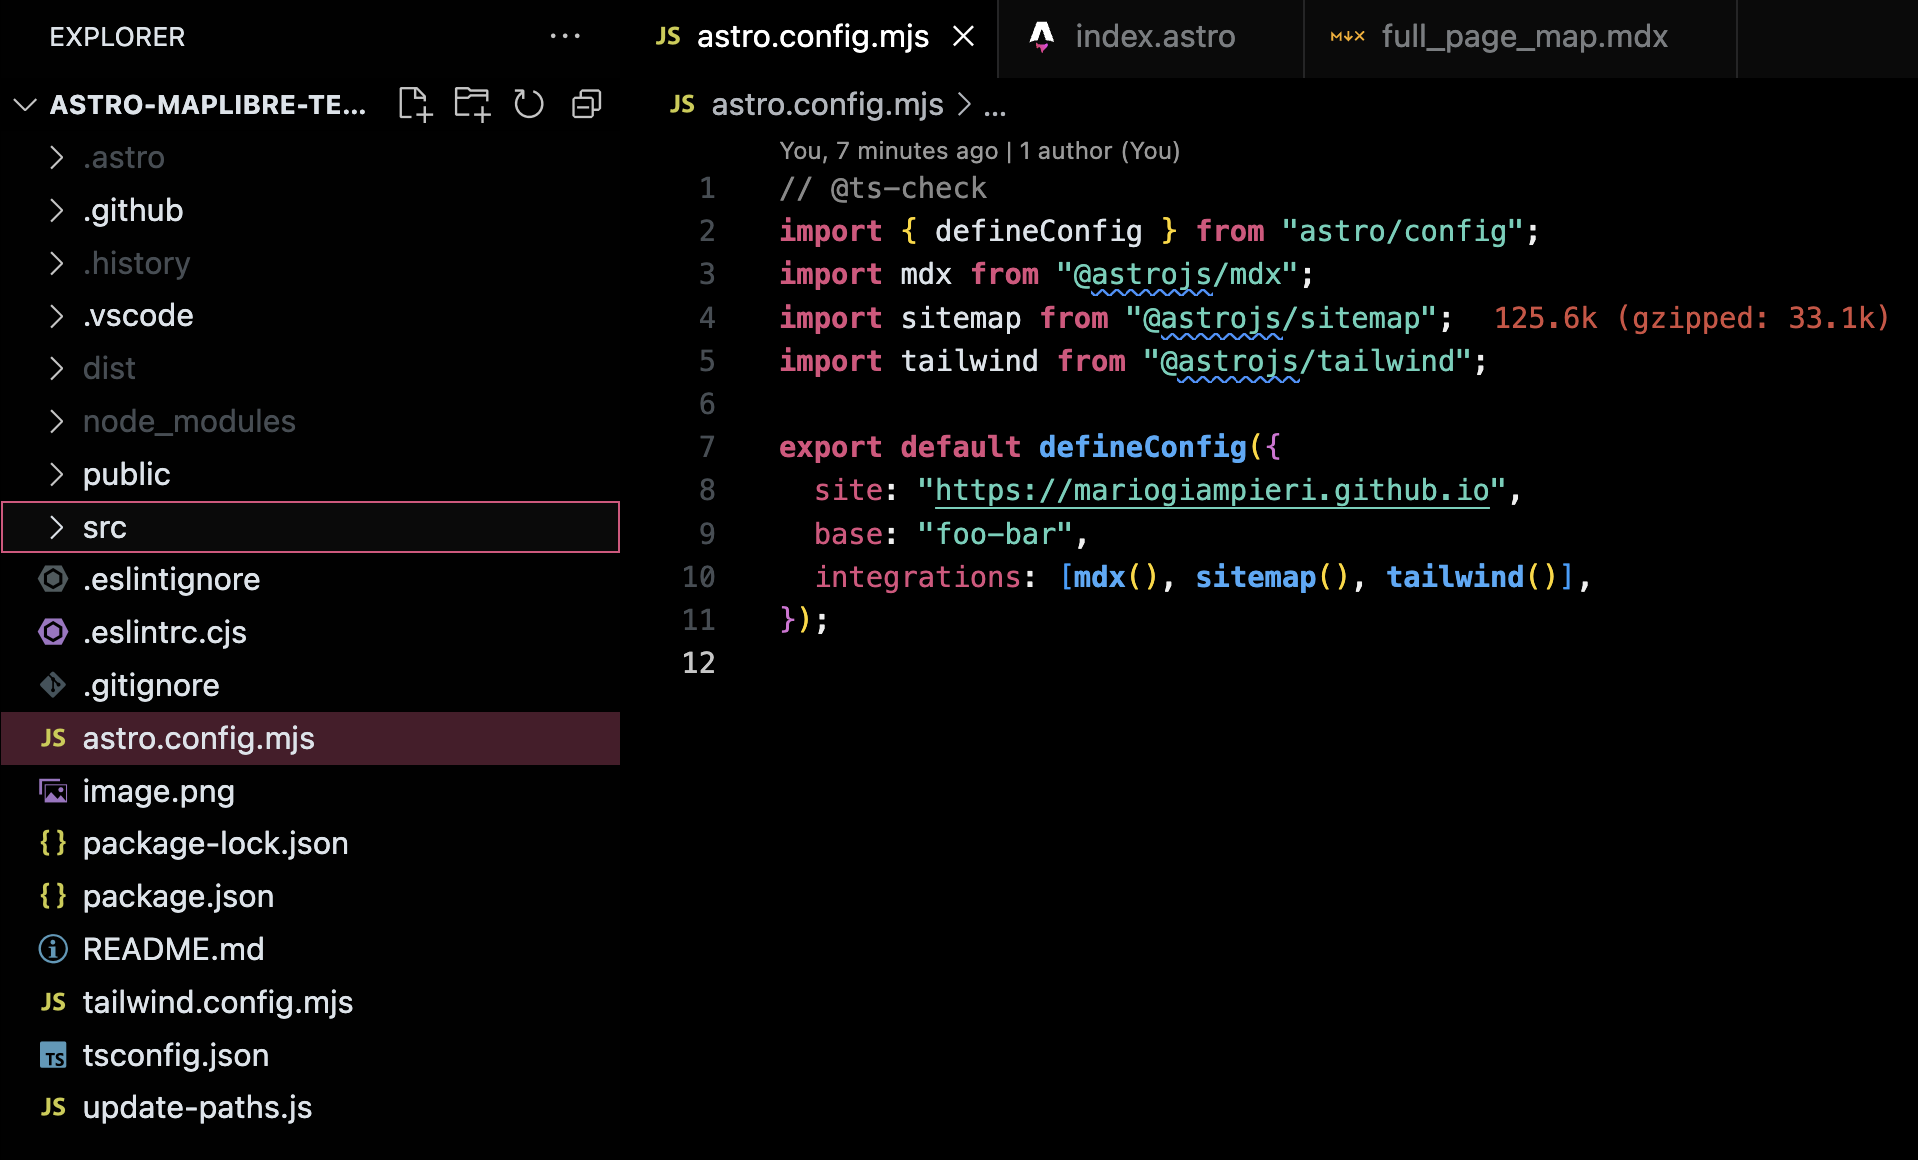 EXPLORER
ASTRO-MAPLIBRE-TE...
.astro
.github
.history
.vscode
dist
node_modules
public
src
.eslintignore
.eslintrc.cjs
.gitignore
JS astro.config.mjs
image.png
{} package-lock.json
{} package.json
README.md
JS tailwind.config.mjs
TS tsconfig.json
JS update-paths.js
JS astro.config.mjs
index.astro
full_page_map.mdx
JS astro.config.mjs > ...
You, 7 minutes ago | 1 author (You)
1 // @ts-check
2 import { defineConfig } from "astro/config";
3 import mdx from "@astrojs/mdx";
4 import sitemap from "@astrojs/sitemap"; 125.6k (gzipped: 33.1k)
5 import tailwind from "@astrojs/tailwind";
6
7 export default defineConfig({
8 site: "https://mariogiampieri.github.io",
9 base: "foo-bar",
10 integrations: [mdx(), sitemap(), tailwind()],
11 });
12